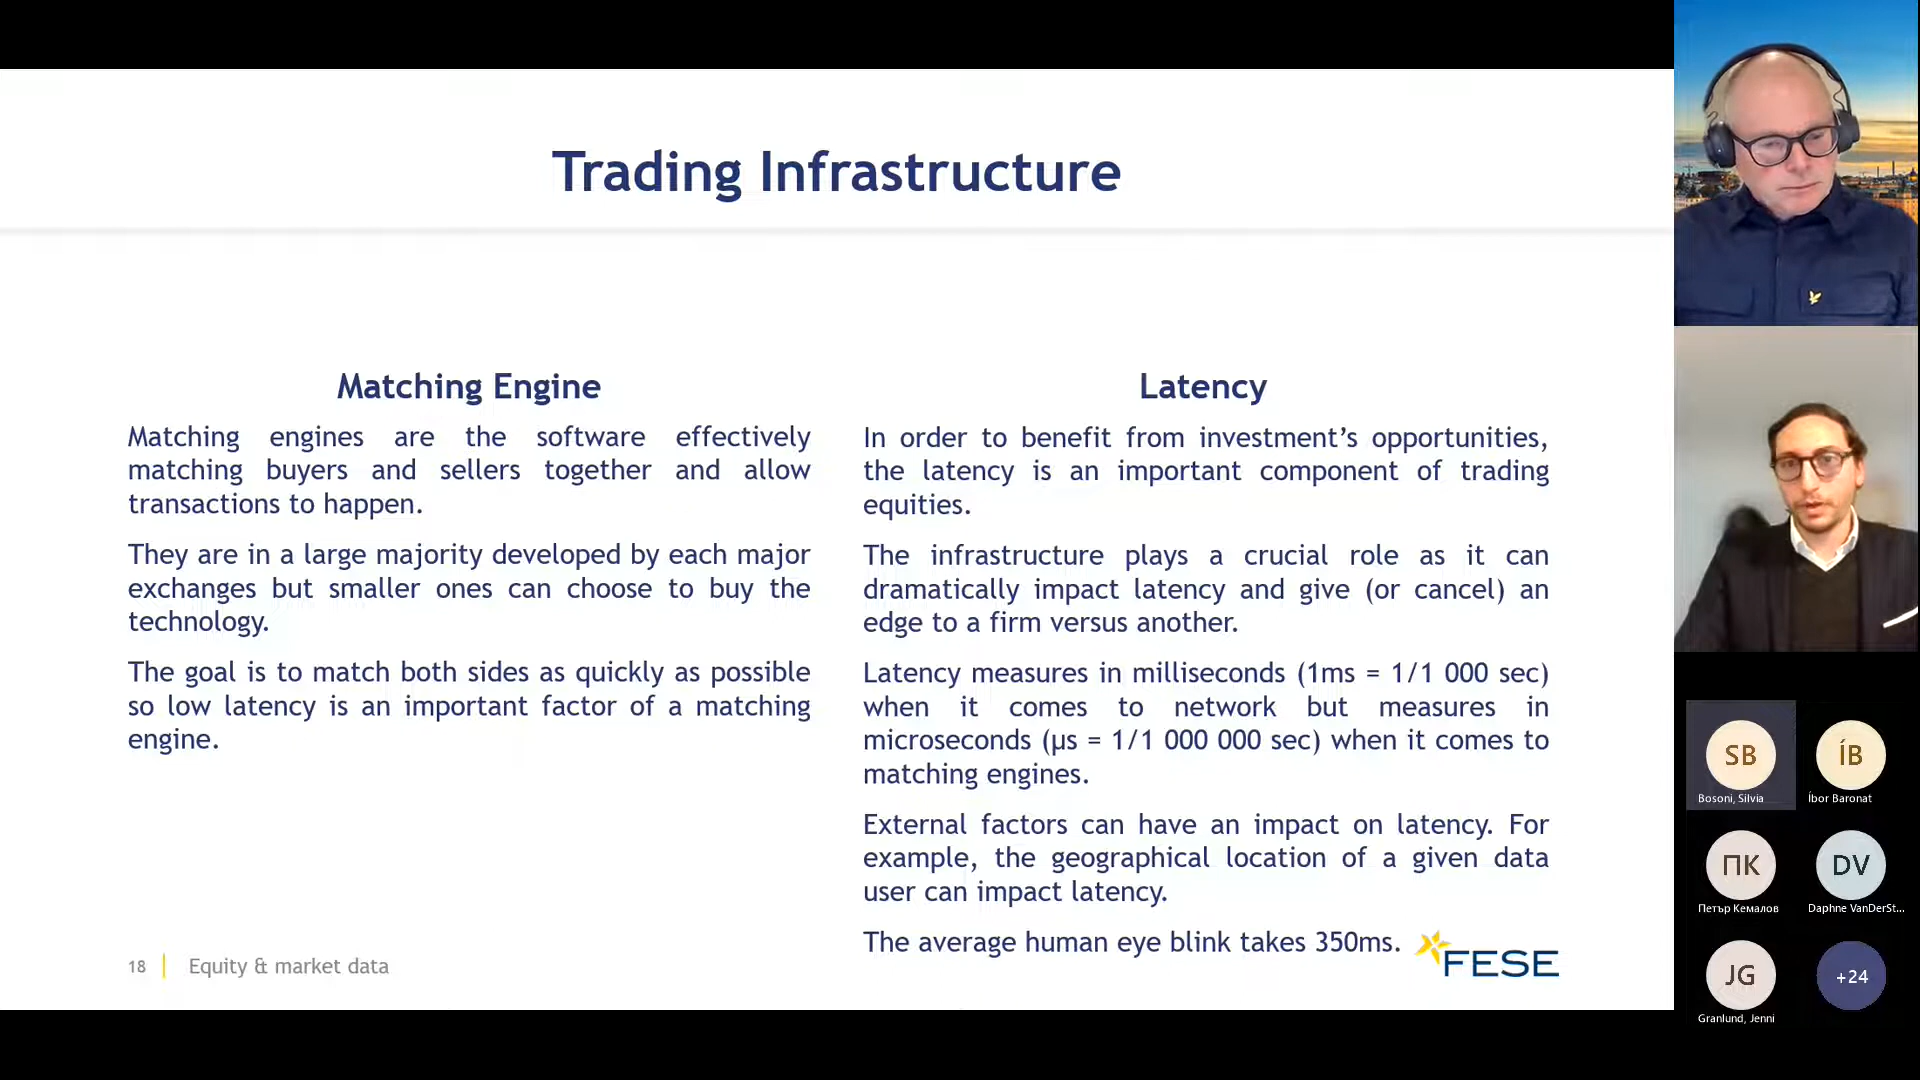 Trading Infrastructure
Matching Engine
Matching engines are the software effectively
matching buyers and sellers together and allow
transactions to happen.
They are in a large majority developed by each major
exchanges but smaller ones can choose to buy the
technology.
The goal is to match both sides as quickly as possible
so low latency is an important factor of a matching
engine.
Latency
In order to benefit from investment’s opportunities,
the latency is an important component of trading
equities.
The infrastructure plays a crucial role as it can
dramatically impact latency and give (or cancel) an
edge to a firm versus another.
Latency measures in milliseconds (1ms = 1/1 000 sec)
when it comes to network but measures in
microseconds (µs = 1/1 000 000 sec) when it comes to
matching engines.
External factors can have an impact on latency. For
example, the geographical location of a given data
user can impact latency.
The average human eye blink takes 350ms.
FESE
18
Equity & market data
SB
Bosoni, Silvia
ÍB
Íbor Baronat
ПК
Петър Кемалов
DV
Daphne VanDerSt...
JG
Granlund, Jenni
+24